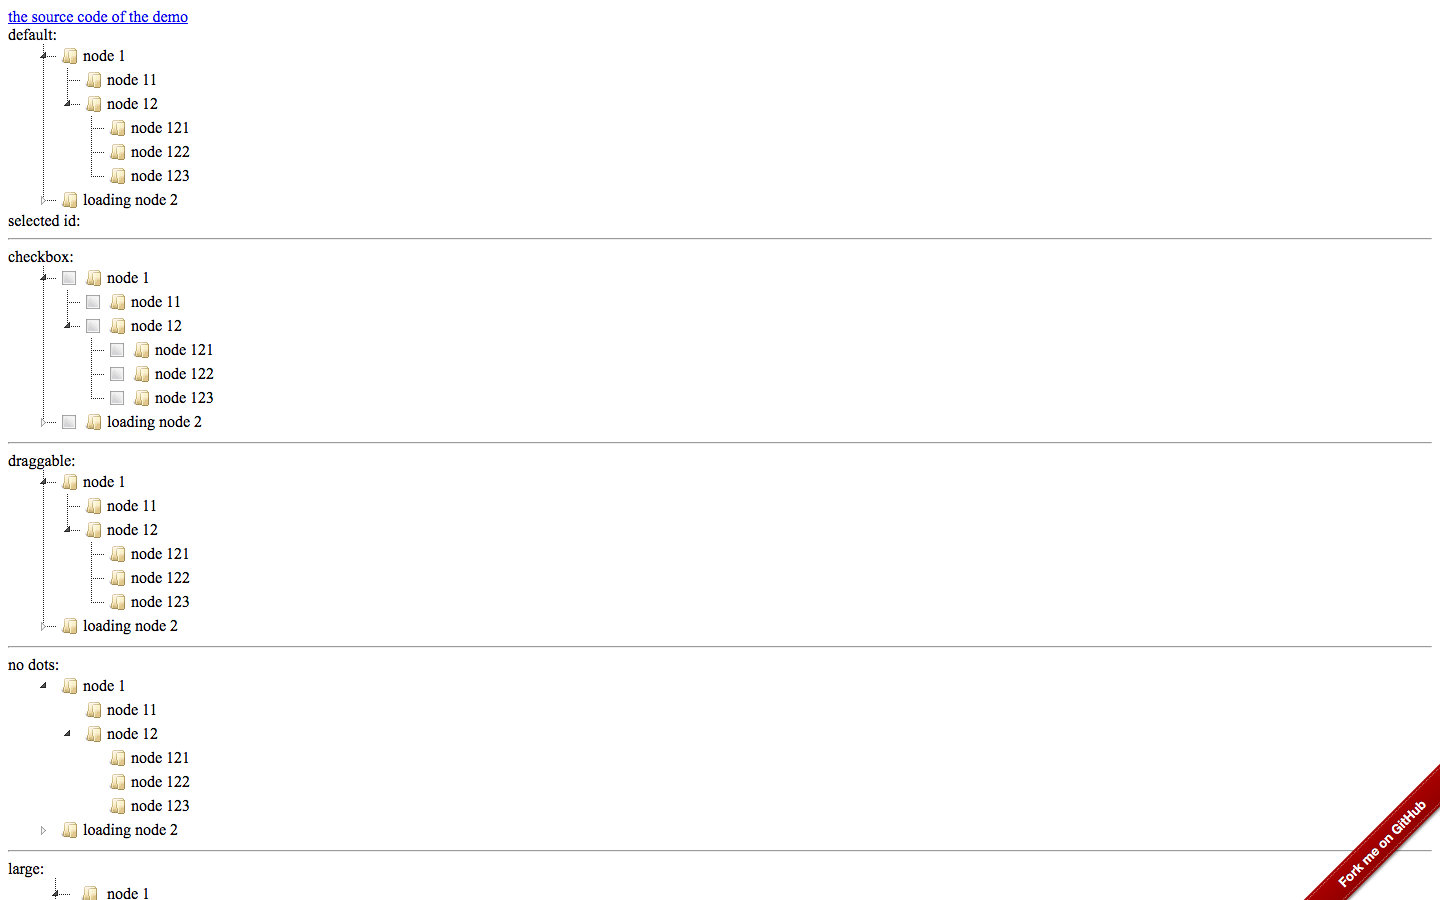 the source code of the demo
default:
node 1
node 11
node 12
node 121
node 122
node 123
loading node 2
selected id:
checkbox:
node 1
node 11
node 12
node 121
node 122
node 123
loading node 2
draggable:
node 1
node 11
node 12
node 121
node 122
node 123
loading node 2
no dots:
node 1
node 11
node 12
node 121
node 122
node 123
loading node 2
large:
node 1
Fork me on GitHub